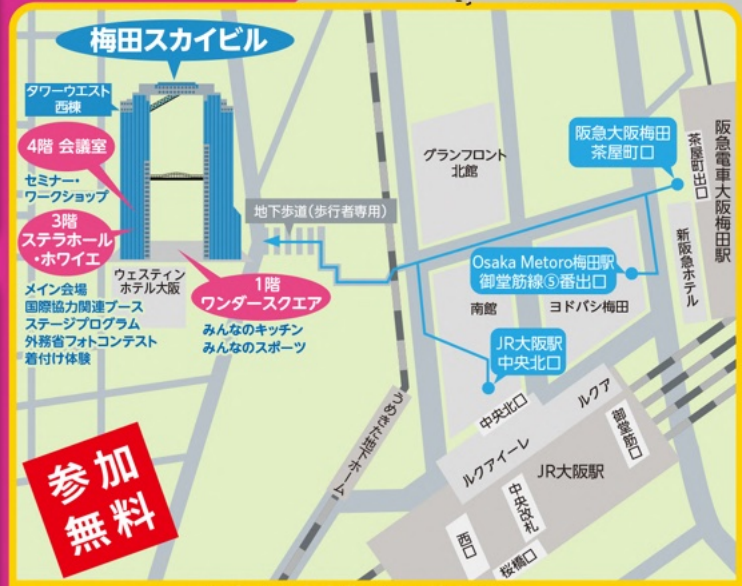 梅田スカイビル
タワーウエスト
西棟
4階 会議室
セミナー・
ワークショップ
3階
ステラホール
・ホワイエ
メイン会場
国際協力関連ブース
ステージプログラム
外務省フォトコンテスト
着付け体験
ウェスティン
ホテル大阪
1階
ワンダースクエア
みんなのキッチン
みんなのスポーツ
地下歩道(歩行者専用)
グランフロント
北館
阪急大阪梅田
茶屋町口
茶屋町出口
阪急電車大阪梅田駅
新阪急ホテル
Osaka Metoro梅田駅
御堂筋線⑤番出口
南館
ヨドバシ梅田
JR大阪駅
中央北口
中央北口
ルクア
ルクアイーレ
御堂筋口
JR大阪駅
中央改札
西口
桜橋口
うめきた地下ホーム
参加
無料